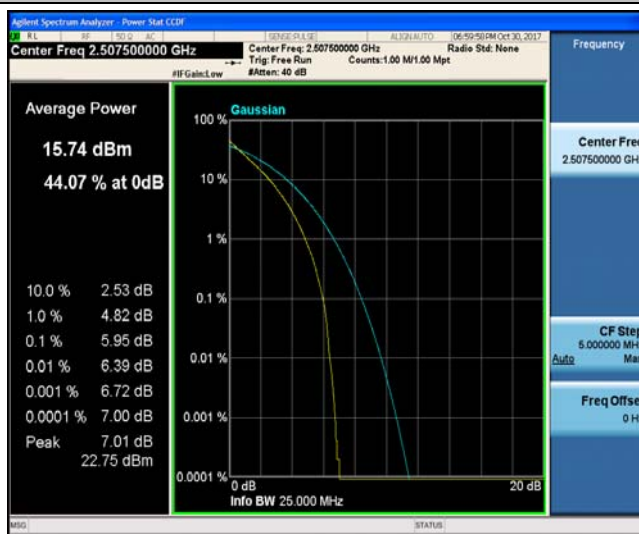 Agilent Spectrum Analyzer - Power Stat CCDF
RL RF 50 Ω AC SENSE:PULSE ALIGN AUTO 06:59:58 PM Oct 30, 2017
Center Freq 2.507500000 GHz
Center Freq: 2.507500000 GHz Radio Std: None
Trig: Free Run Counts:1.00 M/1.00 Mpt
#IFGain:Low #Atten: 40 dB
Frequency
Average Power
15.74 dBm
44.07 % at 0dB
10.0 % 2.53 dB
1.0 % 4.82 dB
0.1 % 5.95 dB
0.01 % 6.39 dB
0.001 % 6.72 dB
0.0001 % 7.00 dB
Peak 7.01 dB
22.75 dBm
Gaussian
100 %
10 %
1 %
0.1 %
0.01 %
0.001 %
0.0001 %
0 dB 20 dB
Info BW 25.000 MHz
Center Fre
2.507500000 GH
CF Step
5.000000 MH
Auto Ma
Freq Offse
0 H
MSG STATUS